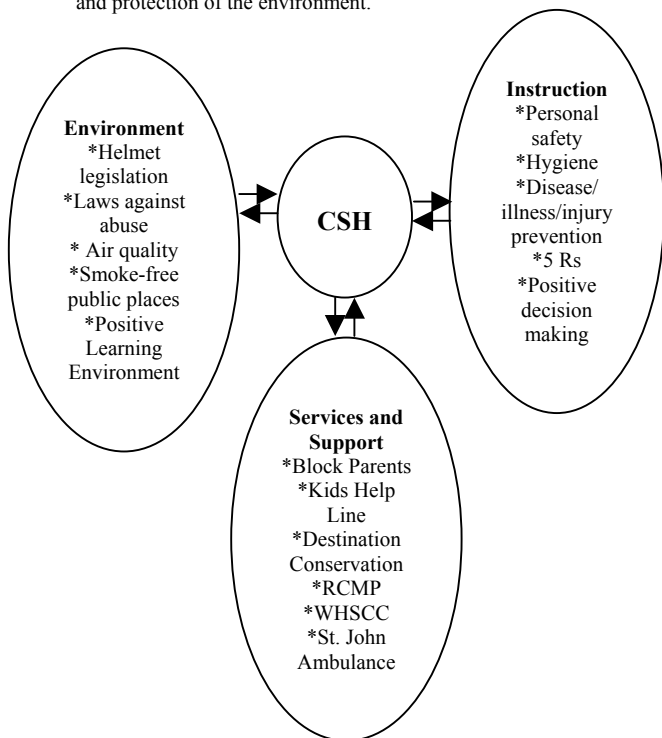 and protection of the environment.
Environment
*Helmet
legislation
*Laws against
abuse
* Air quality
*Smoke-free
public places
*Positive
Learning
Environment
CSH
Instruction
*Personal
safety
*Hygiene
*Disease/
illness/injury
prevention
*5 Rs
*Positive
decision
making
Services and
Support
*Block Parents
*Kids Help
Line
*Destination
Conservation
*RCMP
*WHSCC
*St. John
Ambulance